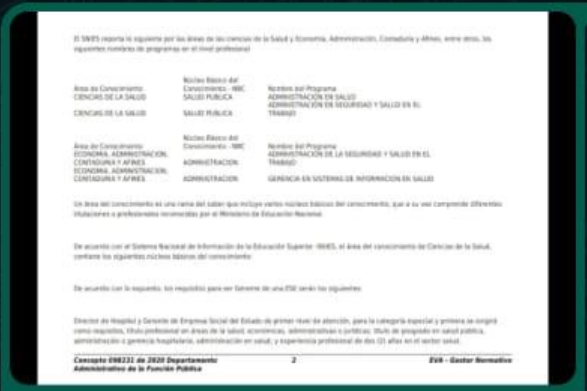 El SNIES reporta lo siguiente por las áreas de las ciencias de la Salud y Economía, Administración, Contaduría y Afines, entre otros, los
siguientes nombres de programas en el nivel profesional:
Área de Conocimiento
Núcleo Básico del
Conocimiento - NBC
Nombre del Programa
CIENCIAS DE LA SALUD
SALUD PUBLICA
ADMINISTRACIÓN EN SALUD
CIENCIAS DE LA SALUD
SALUD PUBLICA
ADMINISTRACIÓN EN SEGURIDAD Y SALUD EN EL
TRABAJO
Área de Conocimiento
Núcleo Básico del
Conocimiento - NBC
Nombre del Programa
ECONOMIA, ADMINISTRACION,
CONTADURIA Y AFINES
ADMINISTRACION
ADMINISTRACIÓN DE LA SEGURIDAD Y SALUD EN EL
TRABAJO
ECONOMIA, ADMINISTRACION,
CONTADURIA Y AFINES
ADMINISTRACION
GERENCIA EN SISTEMAS DE INFORMACION EN SALUD
Un área del conocimiento es una rama del saber que incluye varios núcleos básicos del conocimiento, que a su vez comprende diferentes
titulaciones o profesionales reconocidas por el Ministerio de Educación Nacional.
De acuerdo con el Sistema Nacional de Información de la Educación Superior -SNIES, el área del conocimiento de Ciencias de la Salud,
contiene los siguientes núcleos básicos del conocimiento:
De acuerdo con lo expuesto, los requisitos para ser Gerente de una ESE serán los siguientes:
Director de Hospital y Gerente de Empresa Social del Estado de primer nivel de atención, para la categoría especial y primera se exigirá
como requisitos, título profesional en áreas de la salud, económicas, administrativas o jurídicas; título de posgrado en salud pública,
administración o gerencia hospitalaria, administración en salud; y experiencia profesional de dos (2) años en el sector salud.
Concepto 098231 de 2020 Departamento
Administrativo de la Función Pública
2
EVA - Gestor Normativo